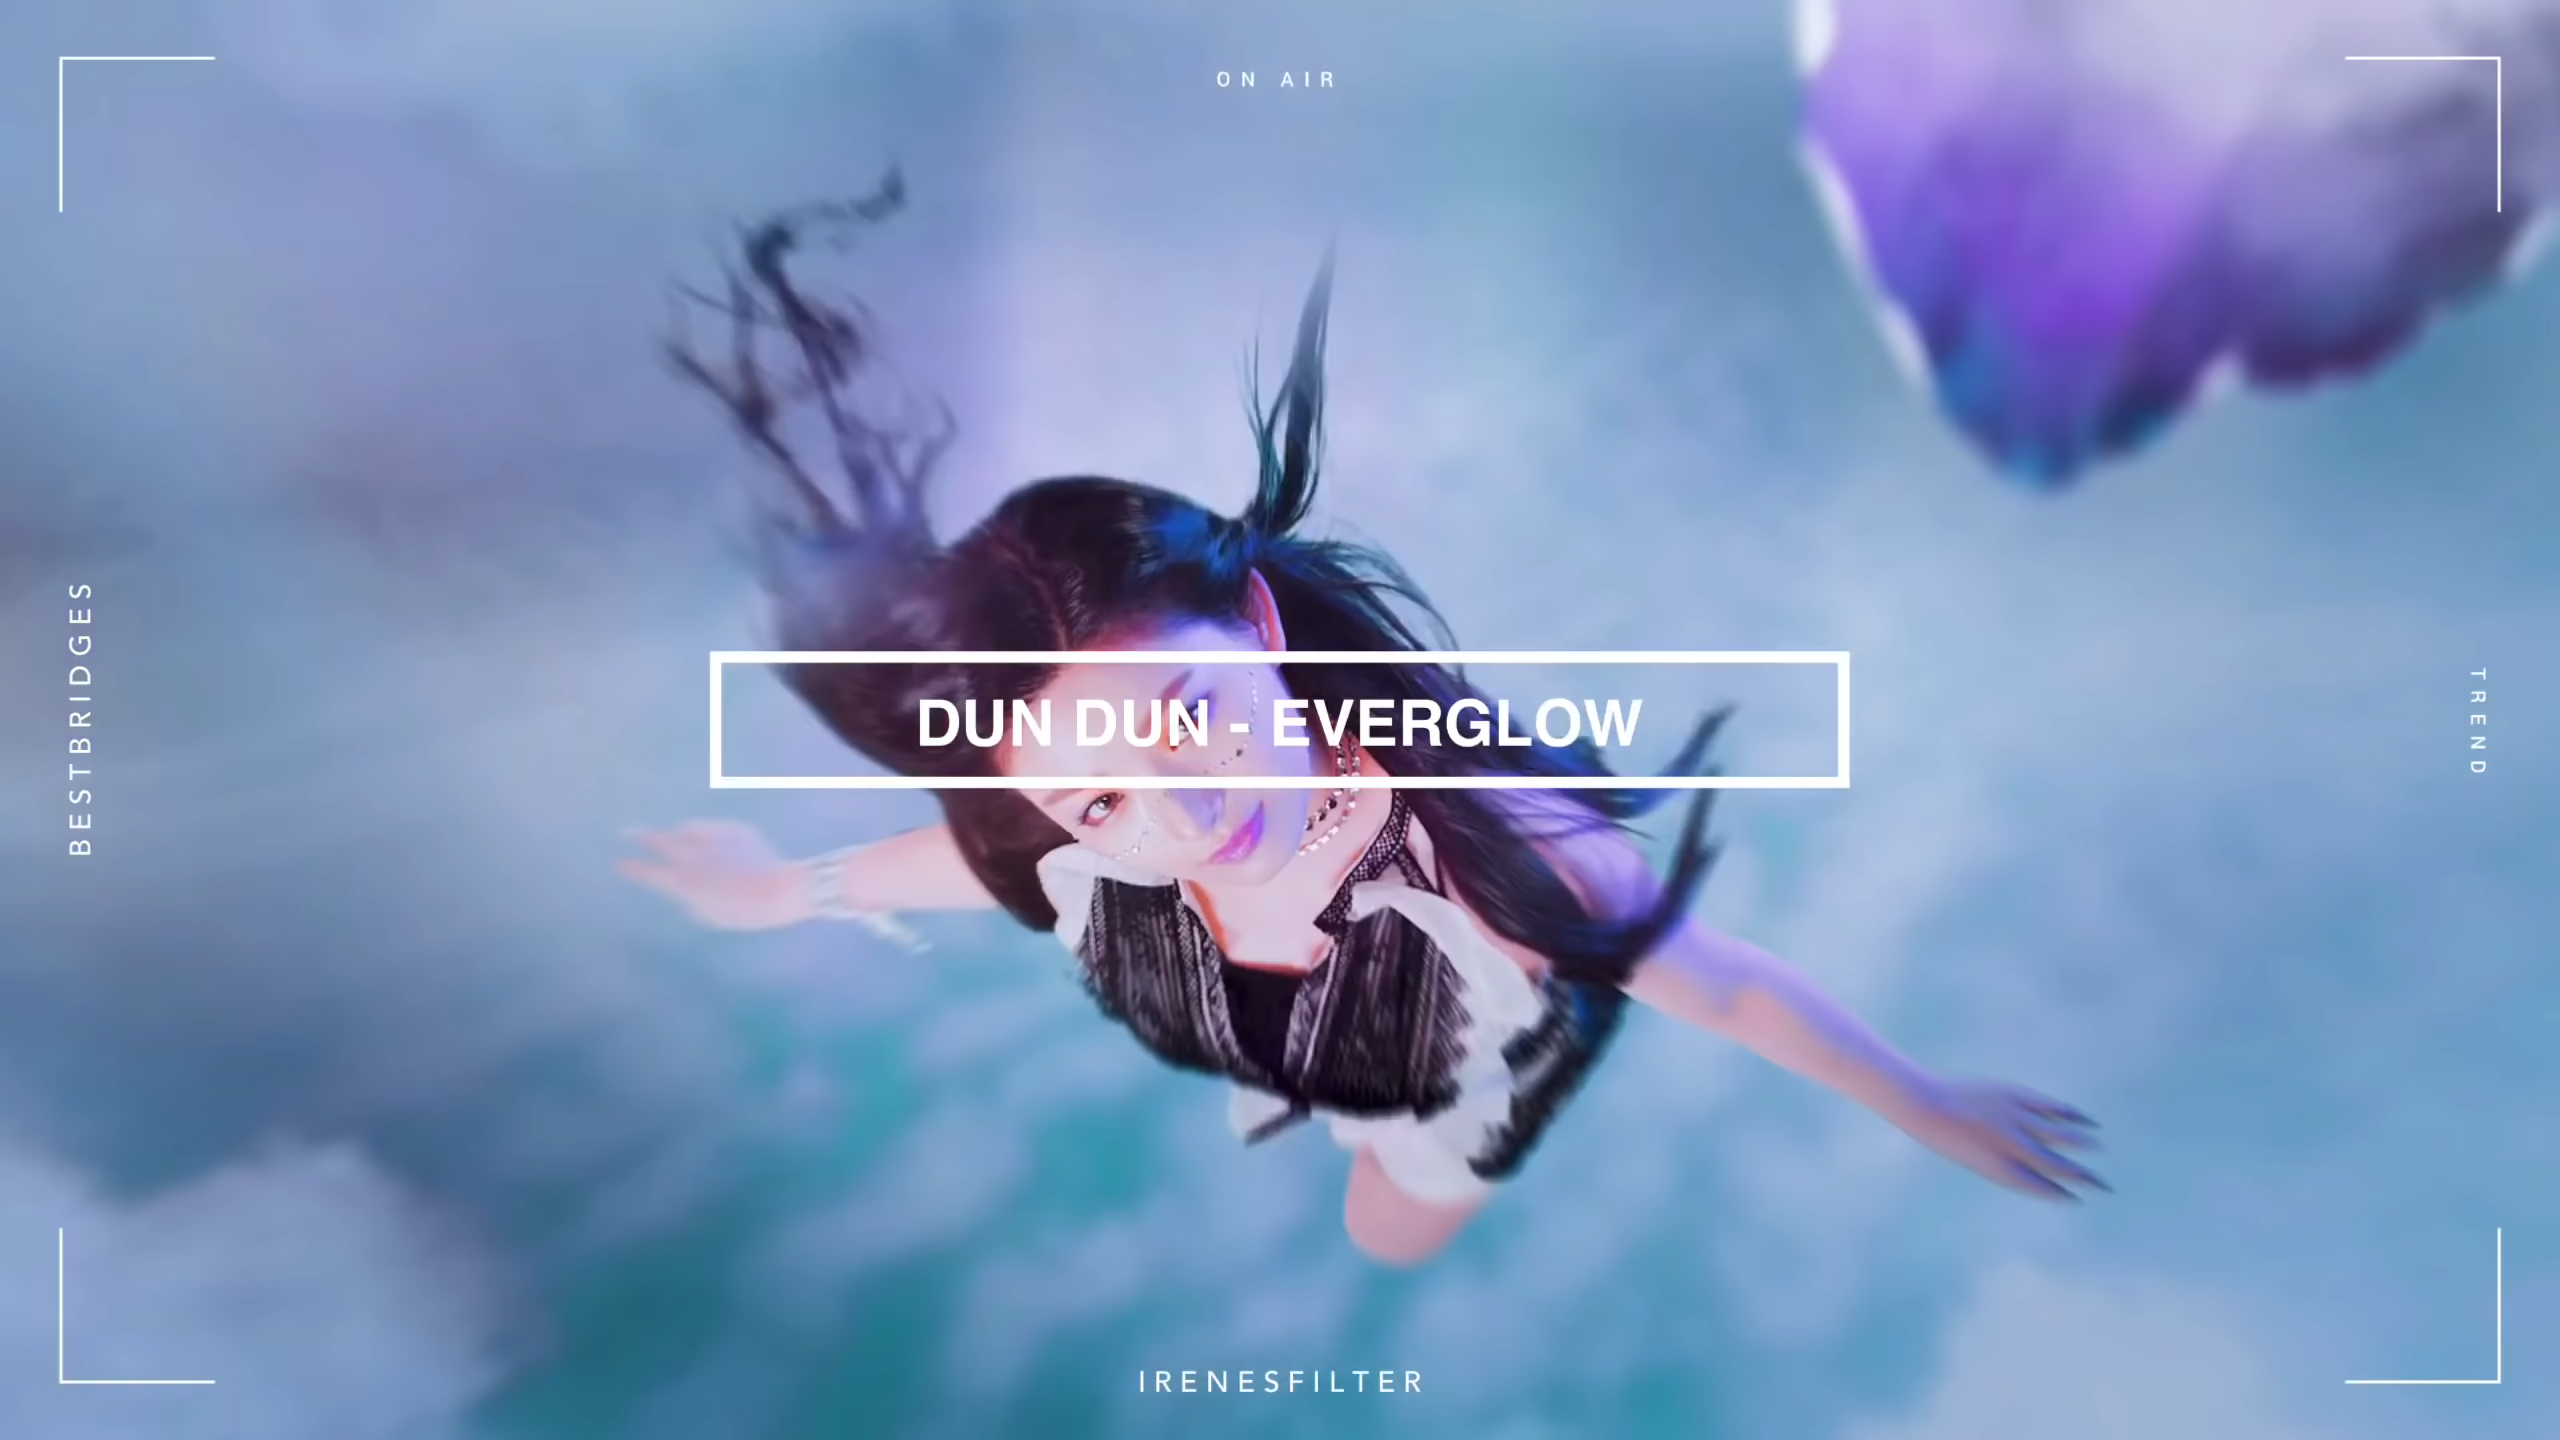 ON AIR
BESTBRIDGES
DUN DUN - EVERGLOW
TREND
IRENESFILTER